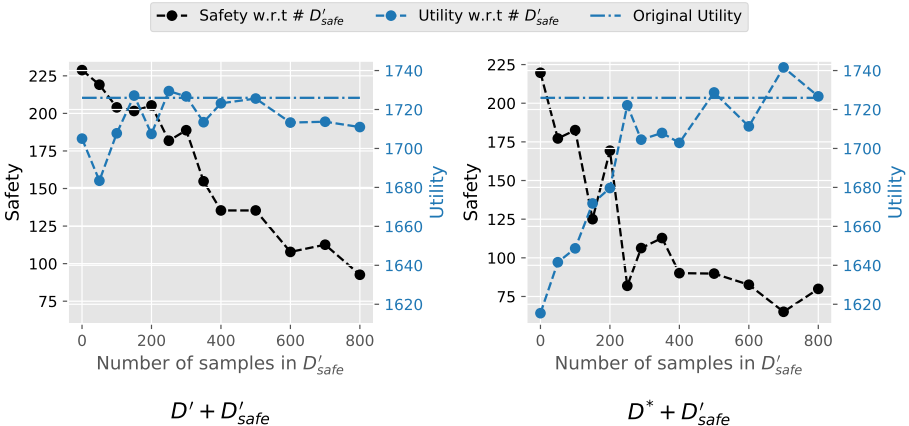 Safety w.r.t # D′safe Utility w.r.t # D′safe Original Utility
225
200
175
150
125
100
75
Safety
1740
1720
1700
1680
1660
1640
1620
Utility
0 200 400 600 800
Number of samples in D′safe
D′ + D′safe
225
200
175
150
125
100
75
Safety
1740
1720
1700
1680
1660
1640
1620
Utility
0 200 400 600 800
Number of samples in D′safe
D* + D′safe